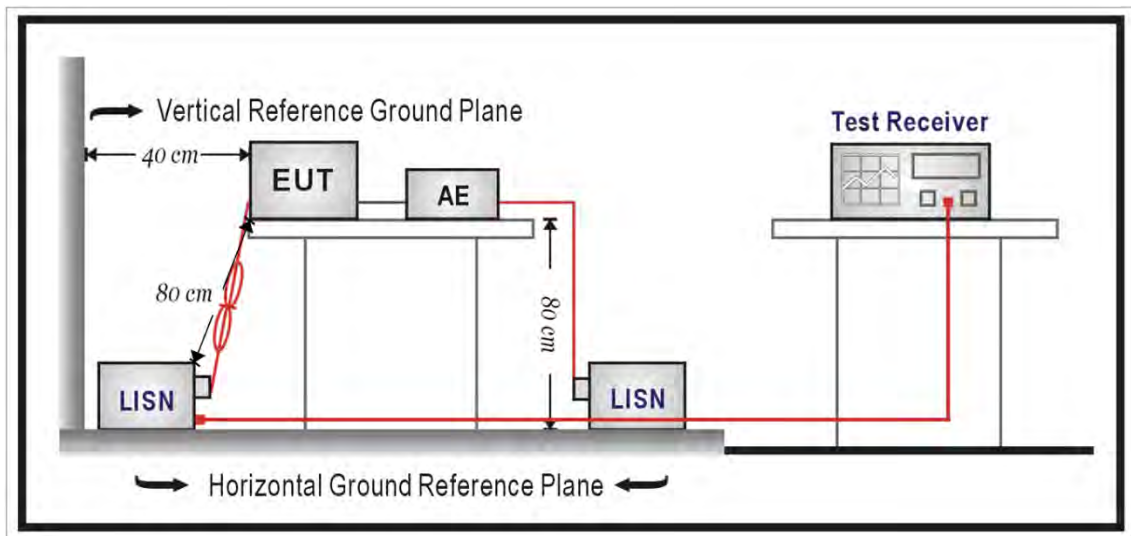 Vertical Reference Ground Plane
40 cm
EUT
AE
Test Receiver
80 cm
80 cm
LISN
LISN
Horizontal Ground Reference Plane